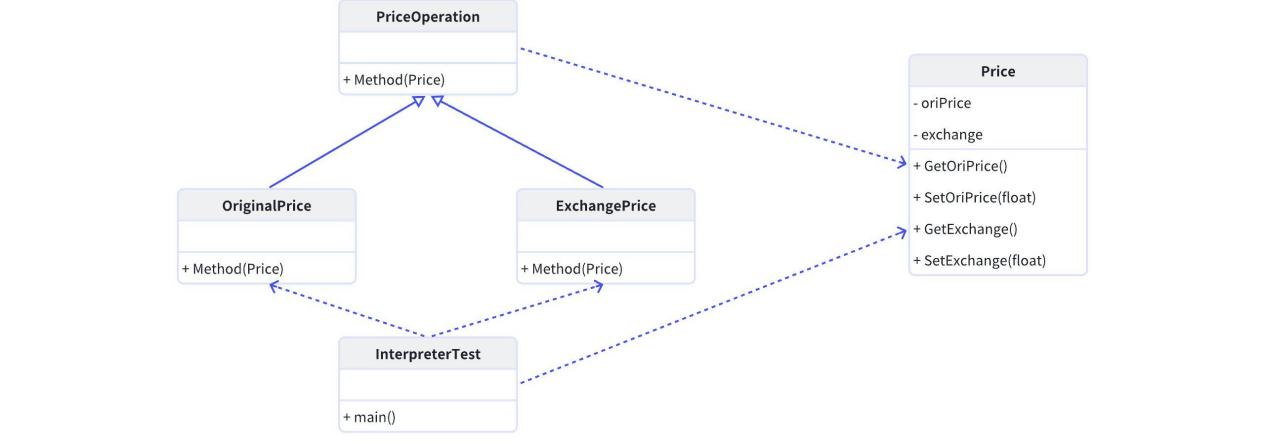 PriceOperation
+ Method(Price)
Price
- oriPrice
- exchange
+ GetOriPrice()
+ SetOriPrice(float)
+ GetExchange()
+ SetExchange(float)
OriginalPrice
+ Method(Price)
ExchangePrice
+ Method(Price)
InterpreterTest
+ main()